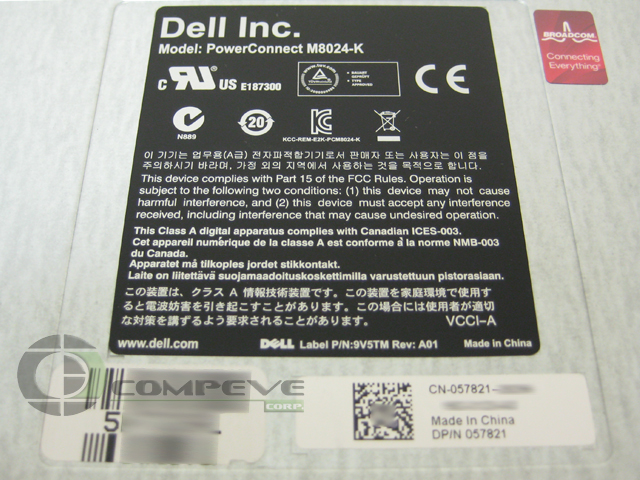 Dell Inc.
Model: PowerConnect M8024-K
BROADCOM
Connecting
Everything®
c UL US E187300
BAUART
GEPRÜFT
TYPE
APPROVED
CE
N889
20
KCC-REM-E2K-PCM8024-K
이 기기는 업무용(A급) 전자파적합기기로서 판매자 또는 사용자는 이 점을
주의하시기 바라며, 가정 외의 지역에서 사용하는 것을 목적으로 합니다.
This device complies with Part 15 of the FCC Rules. Operation is
subject to the following two conditions: (1) this device may not cause
harmful interference, and (2) this device must accept any interference
received, including interference that may cause undesired operation.
This Class A digital apparatus complies with Canadian ICES-003.
Cet appareil numérique de la classe A est conforme à la norme NMB-003
du Canada.
Apparatet må tilkoples jordet stikkontakt.
Laite on liitettävä suojamaadoituskoskettimilla varustettuun pistorasiaan.
この装置は、クラス A 情報技術装置です。この装置を家庭環境で使用す
ると電波妨害を引き起こすことがあります。この場合には使用者が適切
な対策を講ずるよう要求されることがあります。 VCCI-A
www.dell.com DELL Label P/N:9V5TM Rev: A01 Made in China
COMPEVE
CORP.
5
CN-057821-
Made in China
DP/N 057821